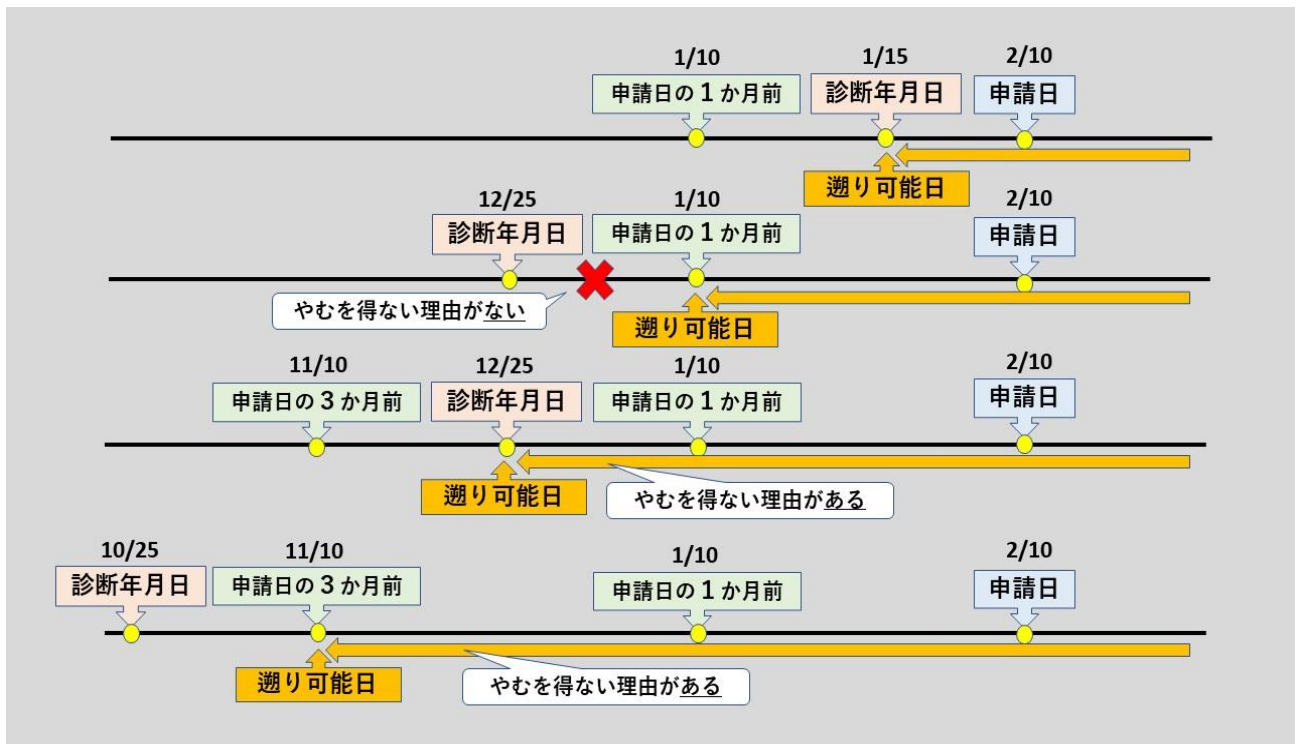 1/10
1/15
2/10
申請日の１か月前
診断年月日
申請日
遡り可能日
12/25
1/10
2/10
診断年月日
申請日の１か月前
申請日
やむを得ない理由がない
遡り可能日
11/10
12/25
1/10
2/10
申請日の３か月前
診断年月日
申請日の１か月前
申請日
遡り可能日
やむを得ない理由がある
10/25
11/10
1/10
2/10
診断年月日
申請日の３か月前
申請日の１か月前
申請日
遡り可能日
やむを得ない理由がある